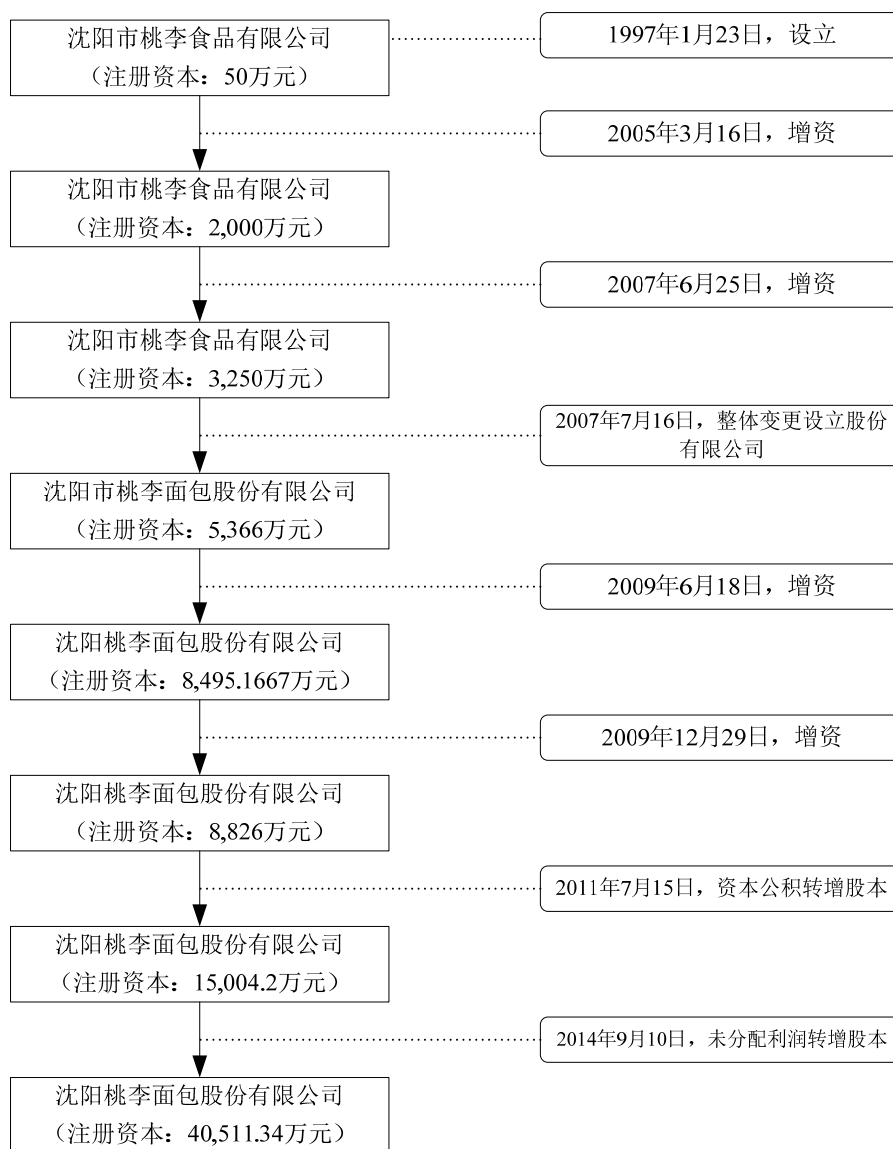 沈阳市桃李食品有限公司
（注册资本：50万元）
1997年1月23日，设立
2005年3月16日，增资
沈阳市桃李食品有限公司
（注册资本：2,000万元）
2007年6月25日，增资
沈阳市桃李食品有限公司
（注册资本：3,250万元）
2007年7月16日，整体变更设立股份
有限公司
沈阳市桃李面包股份有限公司
（注册资本：5,366万元）
2009年6月18日，增资
沈阳桃李面包股份有限公司
（注册资本：8,495.1667万元）
2009年12月29日，增资
沈阳桃李面包股份有限公司
（注册资本：8,826万元）
2011年7月15日，资本公积转增股本
沈阳桃李面包股份有限公司
（注册资本：15,004.2万元）
2014年9月10日，未分配利润转增股本
沈阳桃李面包股份有限公司
（注册资本：40,511.34万元）